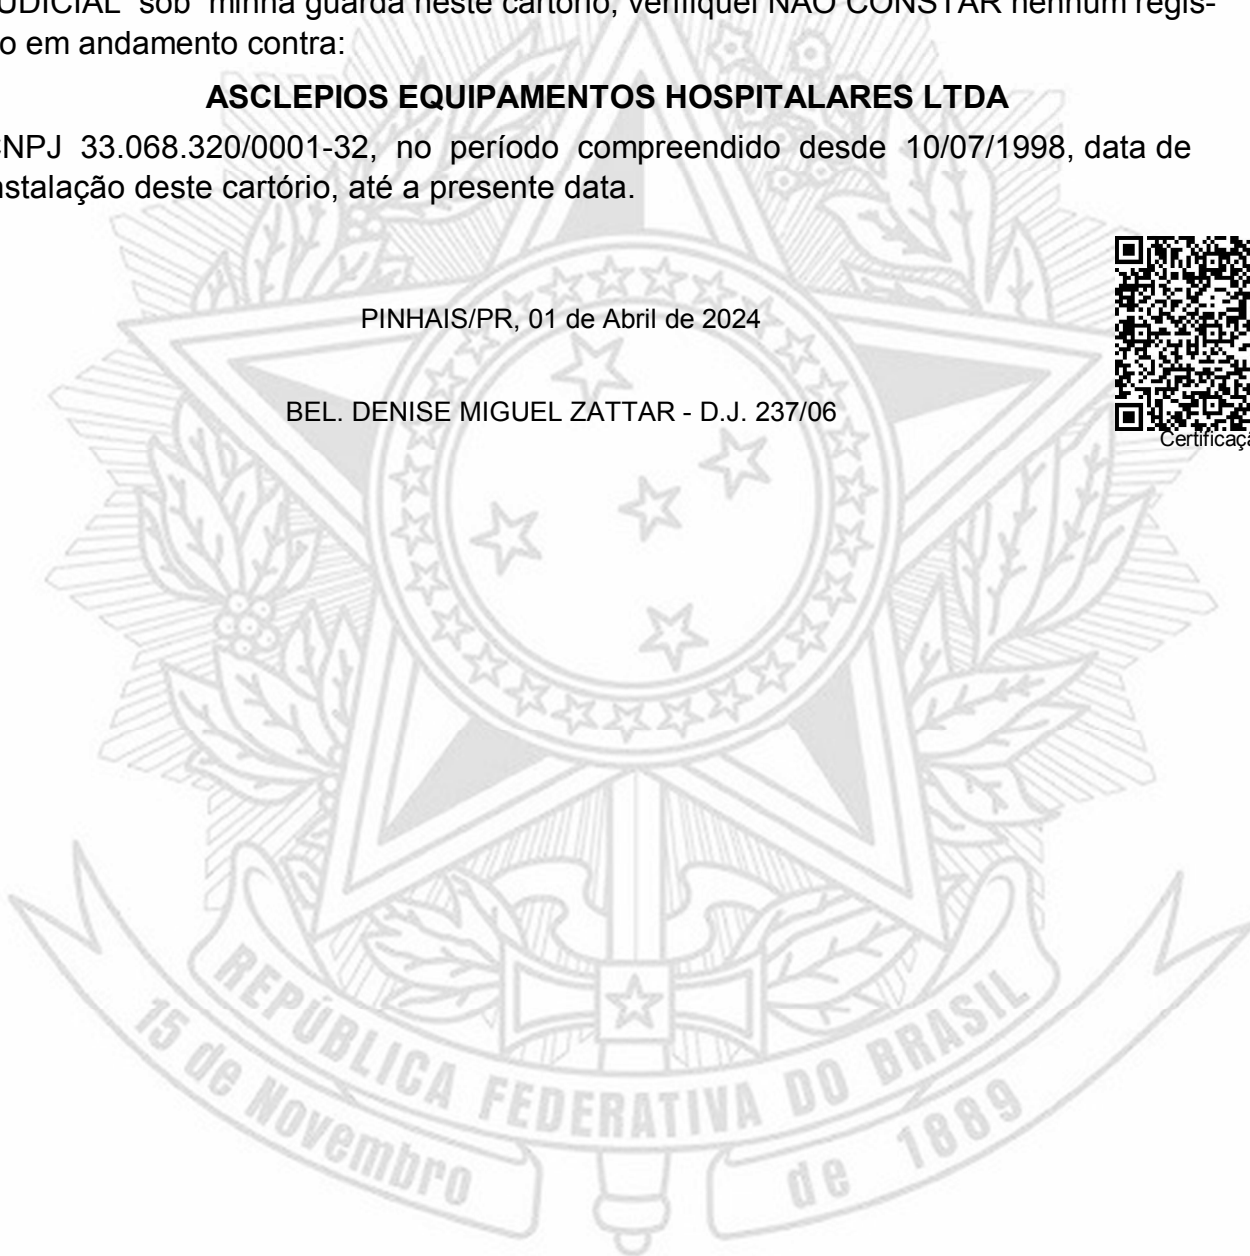 UDICIAL sob minha guarda neste cartório, verifiquei NÃO CONSTAR nenhum regis-
o em andamento contra:
ASCLEPIOS EQUIPAMENTOS HOSPITALARES LTDA
CNPJ 33.068.320/0001-32, no período compreendido desde 10/07/1998, data de
nstalação deste cartório, até a presente data.
PINHAIS/PR, 01 de Abril de 2024
BEL. DENISE MIGUEL ZATTAR - D.J. 237/06
Certificaçã
REPÚBLICA FEDERATIVA DO BRASIL
15 de Novembro de 1889